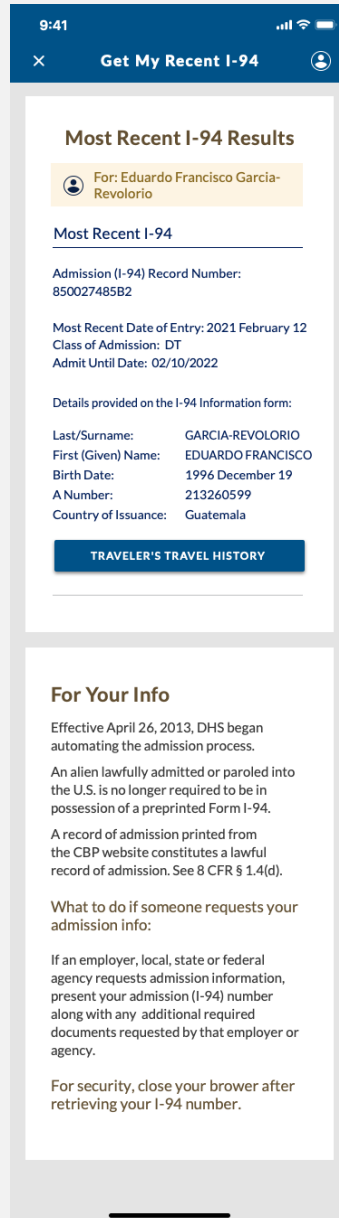 9:41
Get My Recent I-94
Most Recent I-94 Results
For: Eduardo Francisco Garcia-
Revolorio
Most Recent I-94
Admission (I-94) Record Number:
850027485B2
Most Recent Date of Entry: 2021 February 12
Class of Admission: DT
Admit Until Date: 02/10/2022
Details provided on the I-94 Information form:
Last/Surname: GARCIA-REVOLORIO
First (Given) Name: EDUARDO FRANCISCO
Birth Date: 1996 December 19
A Number: 213260599
Country of Issuance: Guatemala
TRAVELER'S TRAVEL HISTORY
For Your Info
Effective April 26, 2013, DHS began
automating the admission process.
An alien lawfully admitted or paroled into
the U.S. is no longer required to be in
possession of a preprinted Form I-94.
A record of admission printed from
the CBP website constitutes a lawful
record of admission. See 8 CFR § 1.4(d).
What to do if someone requests your
admission info:
If an employer, local, state or federal
agency requests admission information,
present your admission (I-94) number
along with any additional required
documents requested by that employer or
agency.
For security, close your brower after
retrieving your I-94 number.